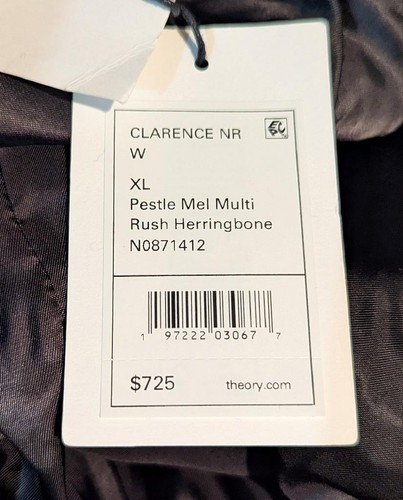 CLARENCE NR
W
XL
Pestle Mel Multi
Rush Herringbone
N0871412
1 97222 03067 7
$725 theory.com